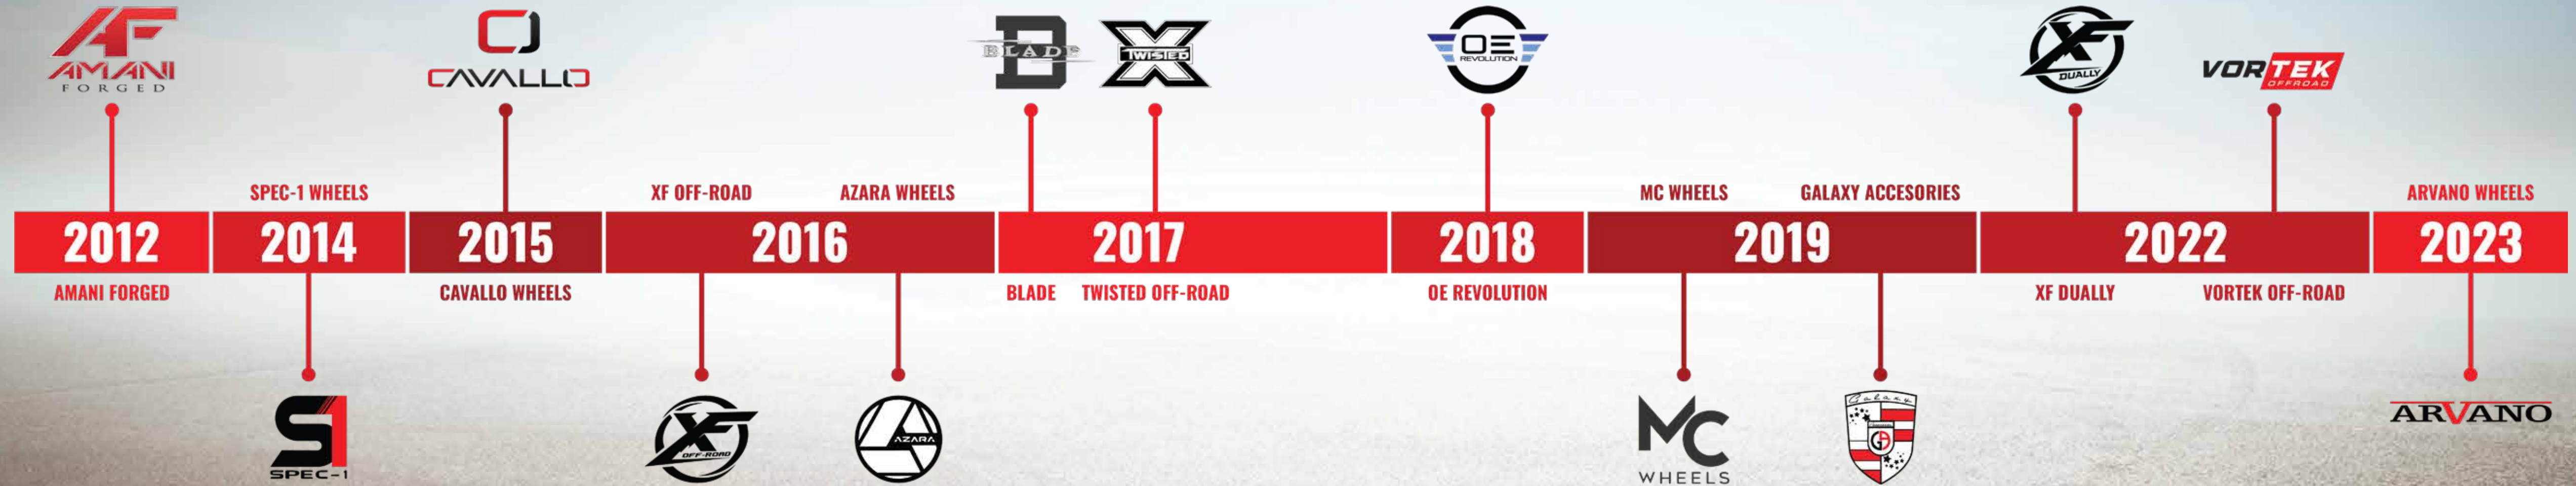 AF
AMANI
FORGED
CAVALLO
BLADE
TWISTED
X
OE
REVOLUTION
XF
DUALLY
VORTEK
OFFROAD
SPEC-1 WHEELS
XF OFF-ROAD
AZARA WHEELS
MC WHEELS
GALAXY ACCESORIES
ARVANO WHEELS
2012
2014
2015
2016
2017
2018
2019
2022
2023
AMANI FORGED
CAVALLO WHEELS
BLADE
TWISTED OFF-ROAD
OE REVOLUTION
XF DUALLY
VORTEK OFF-ROAD
S1
SPEC-1
XF
OFF-ROAD
AZARA
MC
WHEELS
Galaxy
GA
ARVANO